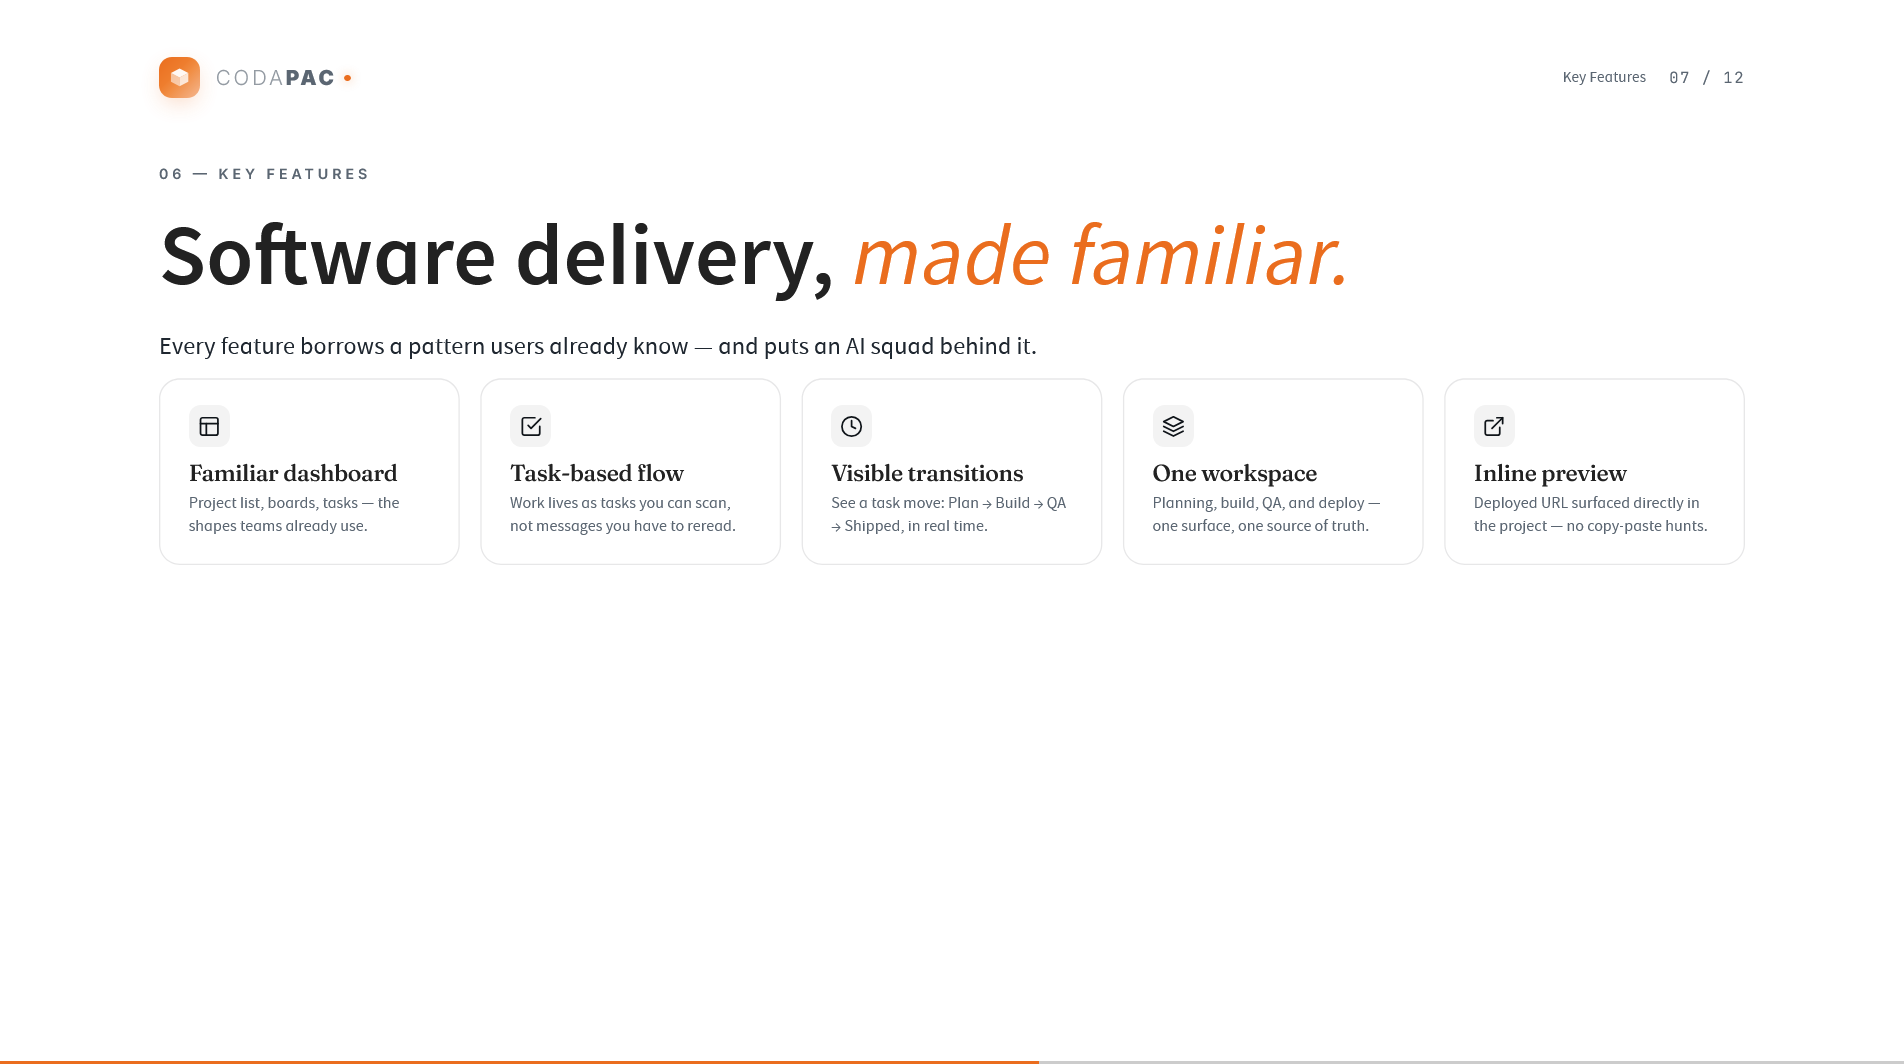 CODAPAC
Key Features 07 / 12
06 — KEY FEATURES
Software delivery, made familiar.
Every feature borrows a pattern users already know — and puts an AI squad behind it.
Familiar dashboard
Project list, boards, tasks — the
shapes teams already use.
Task-based flow
Work lives as tasks you can scan,
not messages you have to reread.
Visible transitions
See a task move: Plan → Build → QA
→ Shipped, in real time.
One workspace
Planning, build, QA, and deploy —
one surface, one source of truth.
Inline preview
Deployed URL surfaced directly in
the project — no copy-paste hunts.